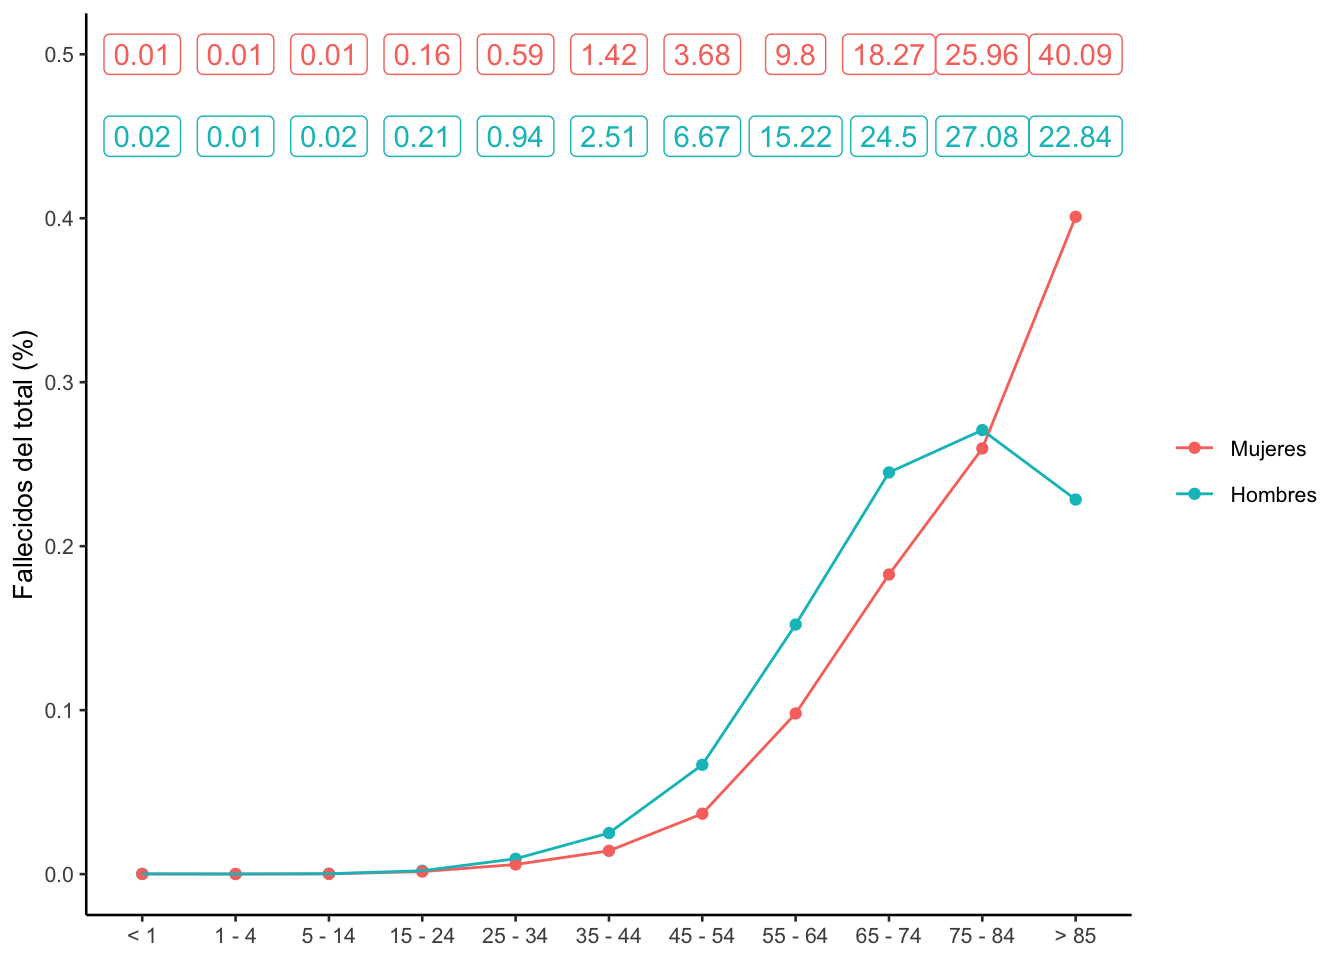 0.5
0.01 0.01 0.01 0.16 0.59 1.42 3.68 9.8 18.27 25.96 40.09
0.02 0.01 0.02 0.21 0.94 2.51 6.67 15.22 24.5 27.08 22.84
0.4
0.3
0.2
0.1
0.0
Fallecidos del total (%)
< 1 1 - 4 5 - 14 15 - 24 25 - 34 35 - 44 45 - 54 55 - 64 65 - 74 75 - 84 > 85
Mujeres
Hombres